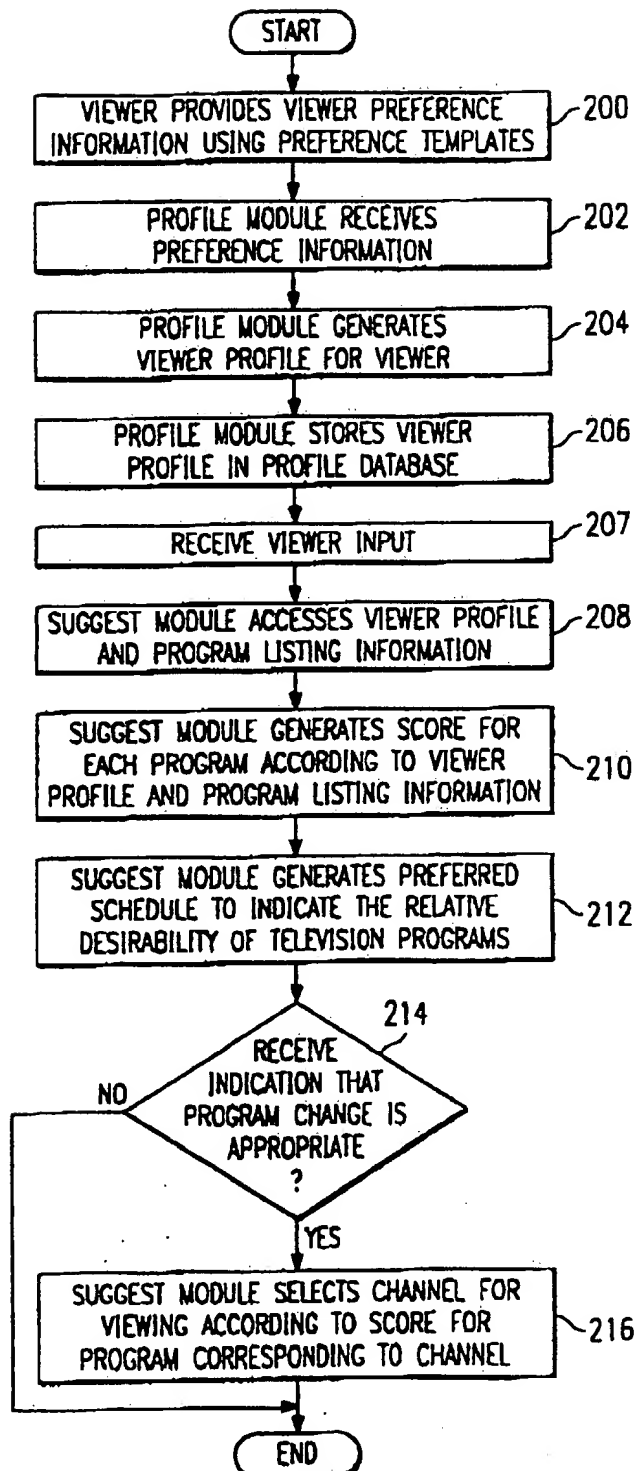 START
VIEWER PROVIDES VIEWER PREFERENCE
INFORMATION USING PREFERENCE TEMPLATES
200
PROFILE MODULE RECEIVES
PREFERENCE INFORMATION
202
PROFILE MODULE GENERATES
VIEWER PROFILE FOR VIEWER
204
PROFILE MODULE STORES VIEWER
PROFILE IN PROFILE DATABASE
206
RECEIVE VIEWER INPUT
207
SUGGEST MODULE ACCESSES VIEWER PROFILE
AND PROGRAM LISTING INFORMATION
208
SUGGEST MODULE GENERATES SCORE FOR
EACH PROGRAM ACCORDING TO VIEWER
PROFILE AND PROGRAM LISTING INFORMATION
210
SUGGEST MODULE GENERATES PREFERRED
SCHEDULE TO INDICATE THE RELATIVE
DESIRABILITY OF TELEVISION PROGRAMS
212
214
RECEIVE
INDICATION THAT
PROGRAM CHANGE IS
APPROPRIATE
?
NO
YES
SUGGEST MODULE SELECTS CHANNEL FOR
VIEWING ACCORDING TO SCORE FOR
PROGRAM CORRESPONDING TO CHANNEL
216
END